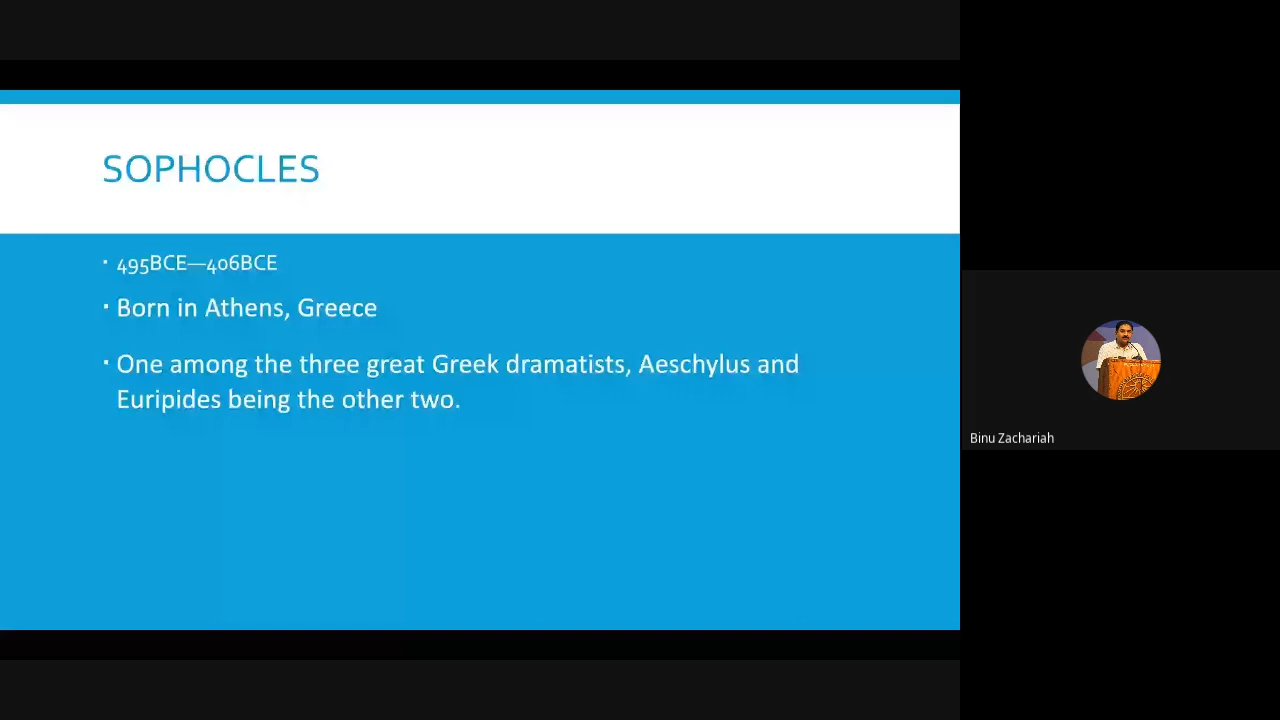 SOPHOCLES
▪ 495BCE—406BCE
▪ Born in Athens, Greece
▪ One among the three great Greek dramatists, Aeschylus and
Euripides being the other two.
Binu Zachariah